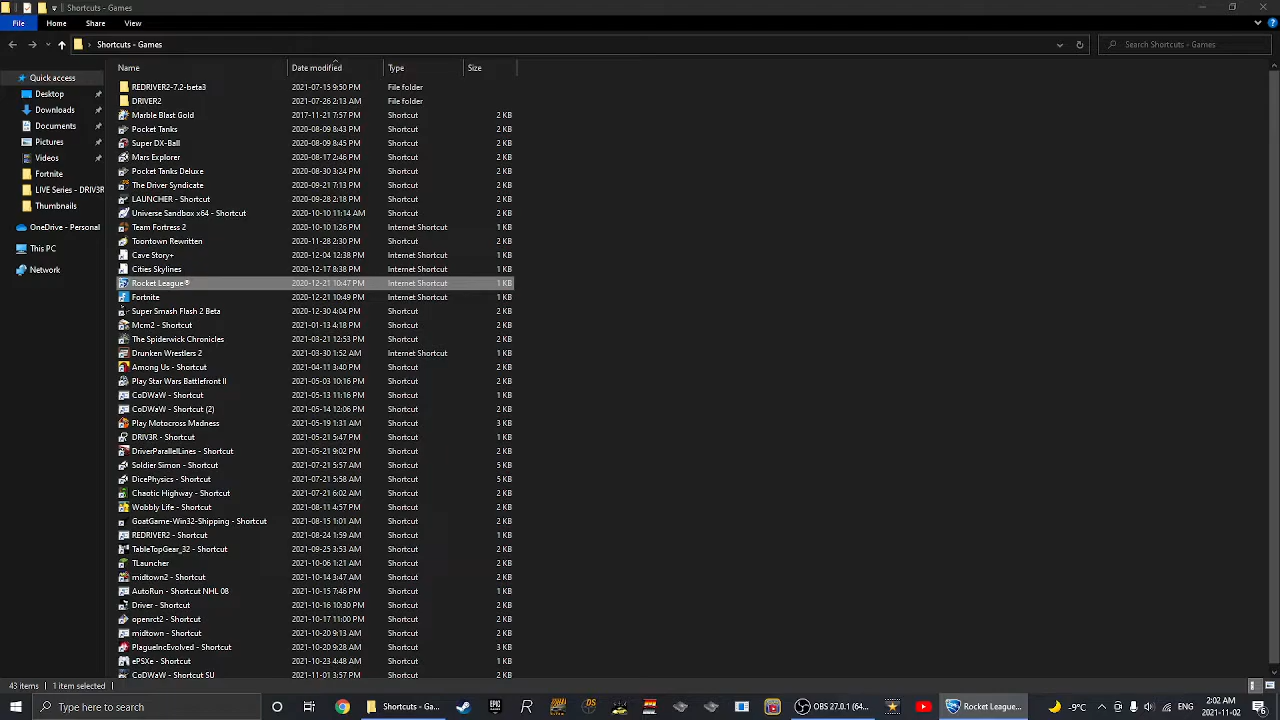 Shortcuts - Games
File Home Share View
Shortcuts - Games
Search Shortcuts - Games
Name Date modified Type Size
Quick access
Desktop
Downloads
Documents
Pictures
Videos
Fortnite
LIVE Series - DRIV3R
Thumbnails
OneDrive - Personal
This PC
Network
REDRIVER2-7.2-beta3 2021-07-15 9:50 PM File folder
DRIVER2 2021-07-26 2:13 AM File folder
Marble Blast Gold 2017-11-21 7:57 PM Shortcut 2 KB
Pocket Tanks 2020-08-09 8:43 PM Shortcut 2 KB
Super DX-Ball 2020-08-09 8:45 PM Shortcut 2 KB
Mars Explorer 2020-08-17 2:46 PM Shortcut 2 KB
Pocket Tanks Deluxe 2020-08-30 3:24 PM Shortcut 2 KB
The Driver Syndicate 2020-09-21 7:13 PM Shortcut 2 KB
LAUNCHER - Shortcut 2020-09-28 2:18 PM Shortcut 2 KB
Universe Sandbox x64 - Shortcut 2020-10-10 11:14 AM Shortcut 2 KB
Team Fortress 2 2020-10-10 1:26 PM Internet Shortcut 1 KB
Toontown Rewritten 2020-11-28 2:30 PM Shortcut 2 KB
Cave Story+ 2020-12-04 12:38 PM Internet Shortcut 1 KB
Cities Skylines 2020-12-17 8:38 PM Internet Shortcut 1 KB
Rocket League® 2020-12-21 10:47 PM Internet Shortcut 1 KB
Fortnite 2020-12-21 10:49 PM Internet Shortcut 1 KB
Super Smash Flash 2 Beta 2020-12-30 4:04 PM Shortcut 2 KB
Mcm2 - Shortcut 2021-01-13 4:18 PM Shortcut 2 KB
The Spiderwick Chronicles 2021-03-21 12:53 PM Shortcut 2 KB
Drunken Wrestlers 2 2021-03-30 1:52 AM Internet Shortcut 1 KB
Among Us - Shortcut 2021-04-11 3:40 PM Shortcut 2 KB
Play Star Wars Battlefront II 2021-05-03 10:16 PM Shortcut 2 KB
CoDWaW - Shortcut 2021-05-13 11:16 PM Shortcut 1 KB
CoDWaW - Shortcut (2) 2021-05-14 12:06 PM Shortcut 2 KB
Play Motocross Madness 2021-05-19 1:31 AM Shortcut 3 KB
DRIV3R - Shortcut 2021-05-21 5:47 PM Shortcut 1 KB
DriverParallelLines - Shortcut 2021-05-21 9:02 PM Shortcut 2 KB
Soldier Simon - Shortcut 2021-07-21 5:57 AM Shortcut 5 KB
DicePhysics - Shortcut 2021-07-21 5:58 AM Shortcut 5 KB
Chaotic Highway - Shortcut 2021-07-21 6:02 AM Shortcut 2 KB
Wobbly Life - Shortcut 2021-08-11 4:57 PM Shortcut 2 KB
GoatGame-Win32-Shipping - Shortcut 2021-08-15 1:01 AM Shortcut 2 KB
REDRIVER2 - Shortcut 2021-08-24 1:59 AM Shortcut 1 KB
TableTopGear_32 - Shortcut 2021-09-25 3:53 AM Shortcut 2 KB
TLauncher 2021-10-06 1:21 AM Shortcut 2 KB
midtown2 - Shortcut 2021-10-14 3:47 AM Shortcut 2 KB
AutoRun - Shortcut NHL 08 2021-10-15 7:46 PM Shortcut 1 KB
Driver - Shortcut 2021-10-16 10:30 PM Shortcut 2 KB
openrct2 - Shortcut 2021-10-17 11:00 PM Shortcut 2 KB
midtown - Shortcut 2021-10-20 9:13 AM Shortcut 2 KB
PlagueIncEvolved - Shortcut 2021-10-20 9:28 AM Shortcut 3 KB
ePSXe - Shortcut 2021-10-23 4:48 AM Shortcut 2 KB
CoDWaW - Shortcut SU 2021-11-01 3:57 PM Shortcut 2 KB
43 items 1 item selected
Type here to search
Shortcuts - Ga...
OBS 27.0.1 (64-bit...
Rocket League...
-9°C
2:02 AM